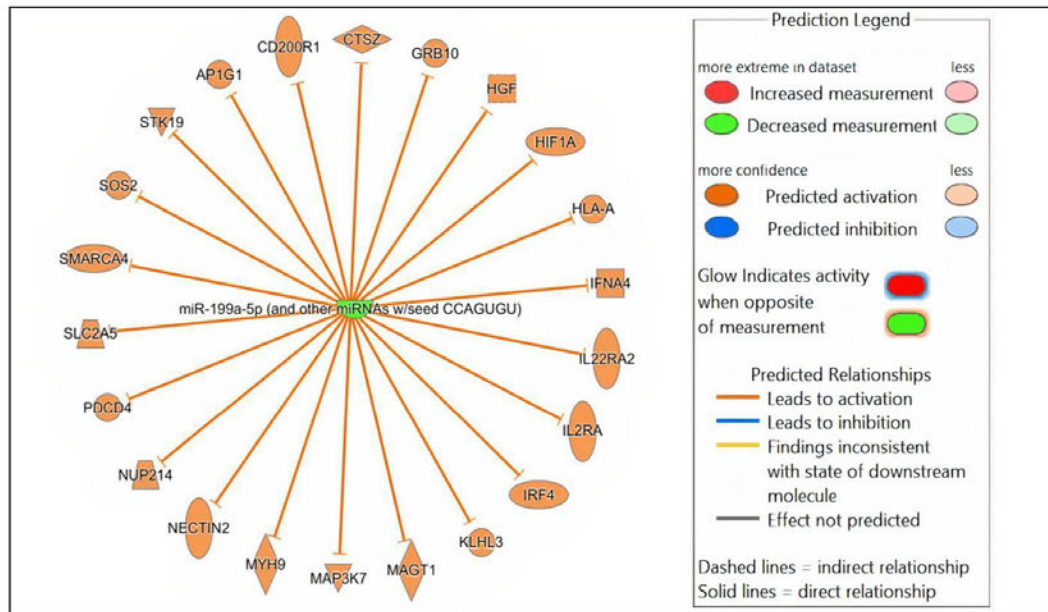 CD200R1
CTSZ
GRB10
AP1G1
HGF
STK19
HIF1A
SOS2
HLA-A
SMARCA4
IFNA4
miR-199a-5p (and other miRNAs w/seed CCAGUGU)
SLC2A5
IL22RA2
PDCD4
IL2RA
NUP214
IRF4
NECTIN2
KLHL3
MYH9
MAP3K7
MAGT1
Prediction Legend
more extreme in dataset less
Increased measurement
Decreased measurement
more confidence less
Predicted activation
Predicted inhibition
Glow Indicates activity
when opposite
of measurement
Predicted Relationships
Leads to activation
Leads to inhibition
Findings inconsistent
with state of downstream
molecule
Effect not predicted
Dashed lines = indirect relationship
Solid lines = direct relationship